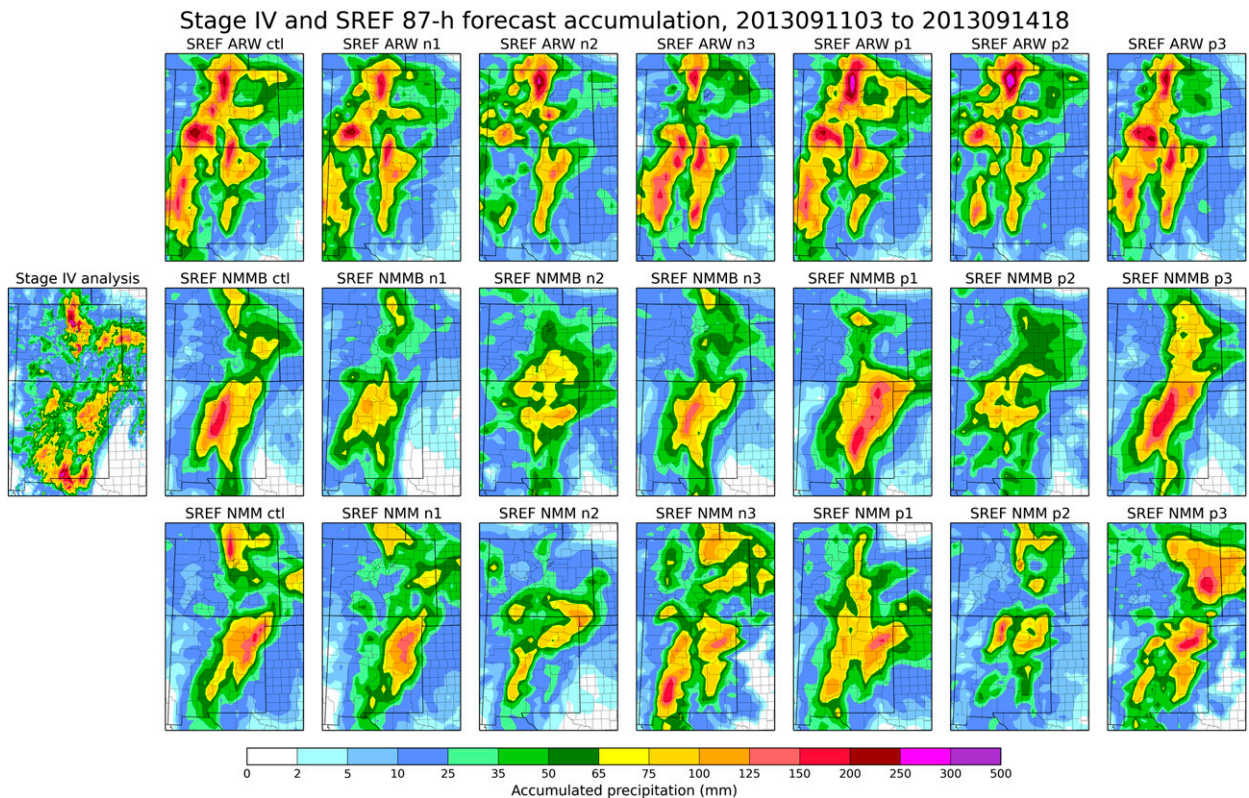 Stage IV and SREF 87-h forecast accumulation, 2013091103 to 2013091418
SREF ARW ctl SREF ARW n1 SREF ARW n2 SREF ARW n3 SREF ARW p1 SREF ARW p2 SREF ARW p3
Stage IV analysis SREF NMMB ctl SREF NMMB n1 SREF NMMB n2 SREF NMMB n3 SREF NMMB p1 SREF NMMB p2 SREF NMMB p3
SREF NMM ctl SREF NMM n1 SREF NMM n2 SREF NMM n3 SREF NMM p1 SREF NMM p2 SREF NMM p3
0 2 5 10 25 35 50 65 75 100 125 150 200 250 300 500
Accumulated precipitation (mm)